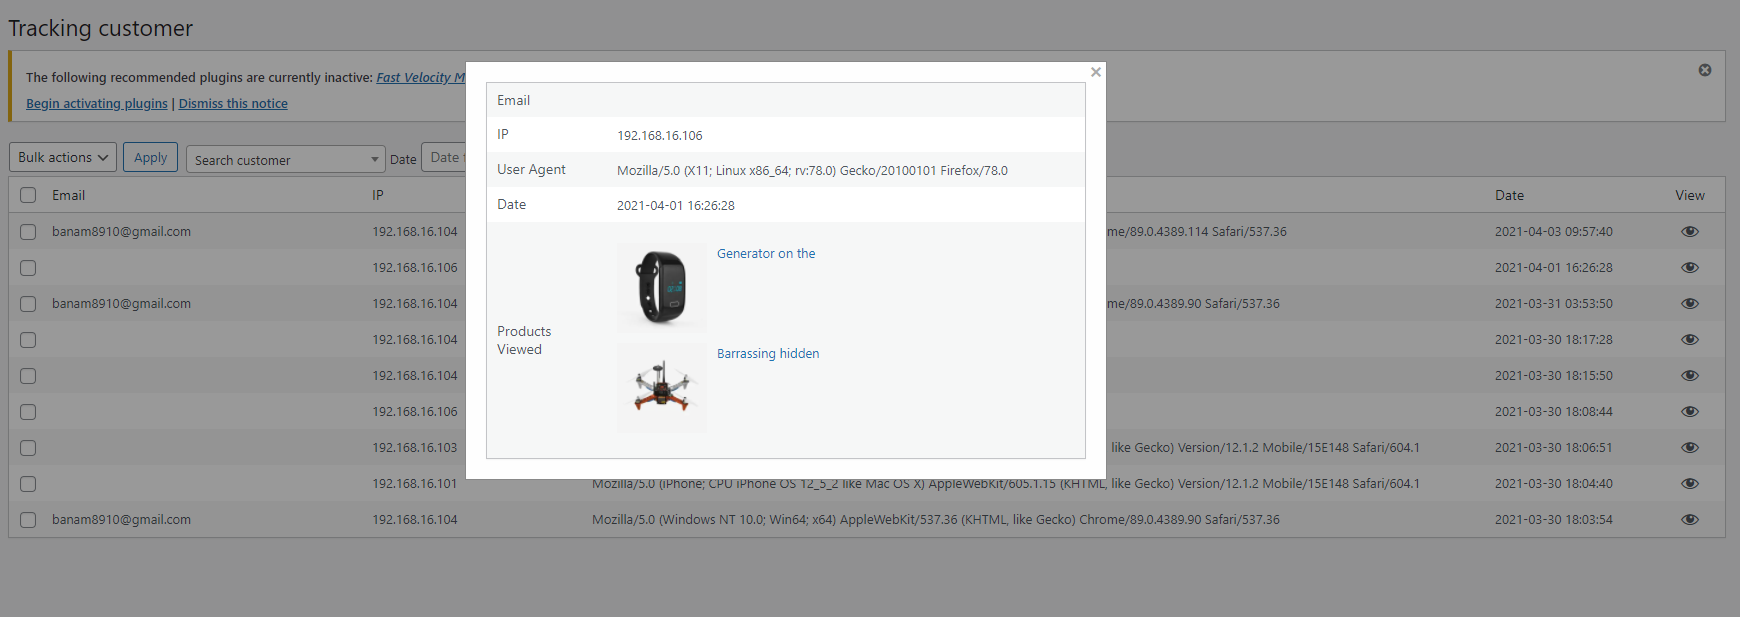 Tracking customer
The following recommended plugins are currently inactive: Fast Velocity M
Begin activating plugins | Dismiss this notice
Bulk actions Apply Search customer Date Date
Email IP Date View
banam8910@gmail.com 192.168.16.104 me/89.0.4389.114 Safari/537.36 2021-04-03 09:57:40
192.168.16.106 2021-04-01 16:26:28
banam8910@gmail.com 192.168.16.104 me/89.0.4389.90 Safari/537.36 2021-03-31 03:53:50
192.168.16.104 2021-03-30 18:17:28
192.168.16.104 2021-03-30 18:15:50
192.168.16.106 2021-03-30 18:08:44
192.168.16.103 like Gecko) Version/12.1.2 Mobile/15E148 Safari/604.1 2021-03-30 18:06:51
192.168.16.101 Mozilla/5.0 (iPhone; CPU iPhone OS 12_5_2 like Mac OS X) AppleWebKit/605.1.15 (KHTML, like Gecko) Version/12.1.2 Mobile/15E148 Safari/604.1 2021-03-30 18:04:40
banam8910@gmail.com 192.168.16.104 Mozilla/5.0 (Windows NT 10.0; Win64; x64) AppleWebKit/537.36 (KHTML, like Gecko) Chrome/89.0.4389.90 Safari/537.36 2021-03-30 18:03:54
Email
IP 192.168.16.106
User Agent Mozilla/5.0 (X11; Linux x86_64; rv:78.0) Gecko/20100101 Firefox/78.0
Date 2021-04-01 16:26:28
Products
Viewed
Generator on the
Barrassing hidden